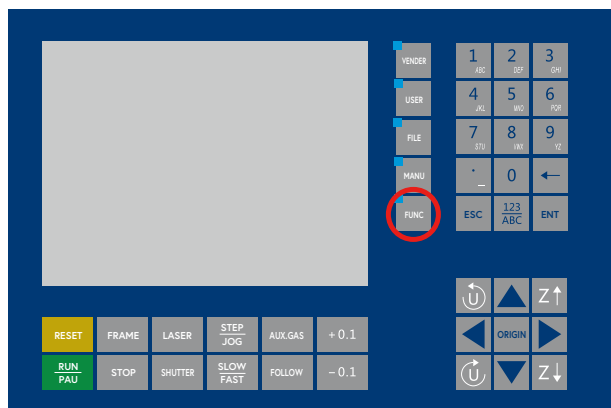 VENDER
USER
FILE
MANU
FUNC
1 ABC 2 DEF 3 GHI
4 JKL 5 MNO 6 PQR
7 STU 8 VWX 9 YZ
. _ 0 ←
ESC 123 ABC ENT
U Z↑
ORIGIN
U Z↓
RESET FRAME LASER STEP JOG AUX.GAS +0.1
RUN PAU STOP SHUTTER SLOW FAST FOLLOW -0.1